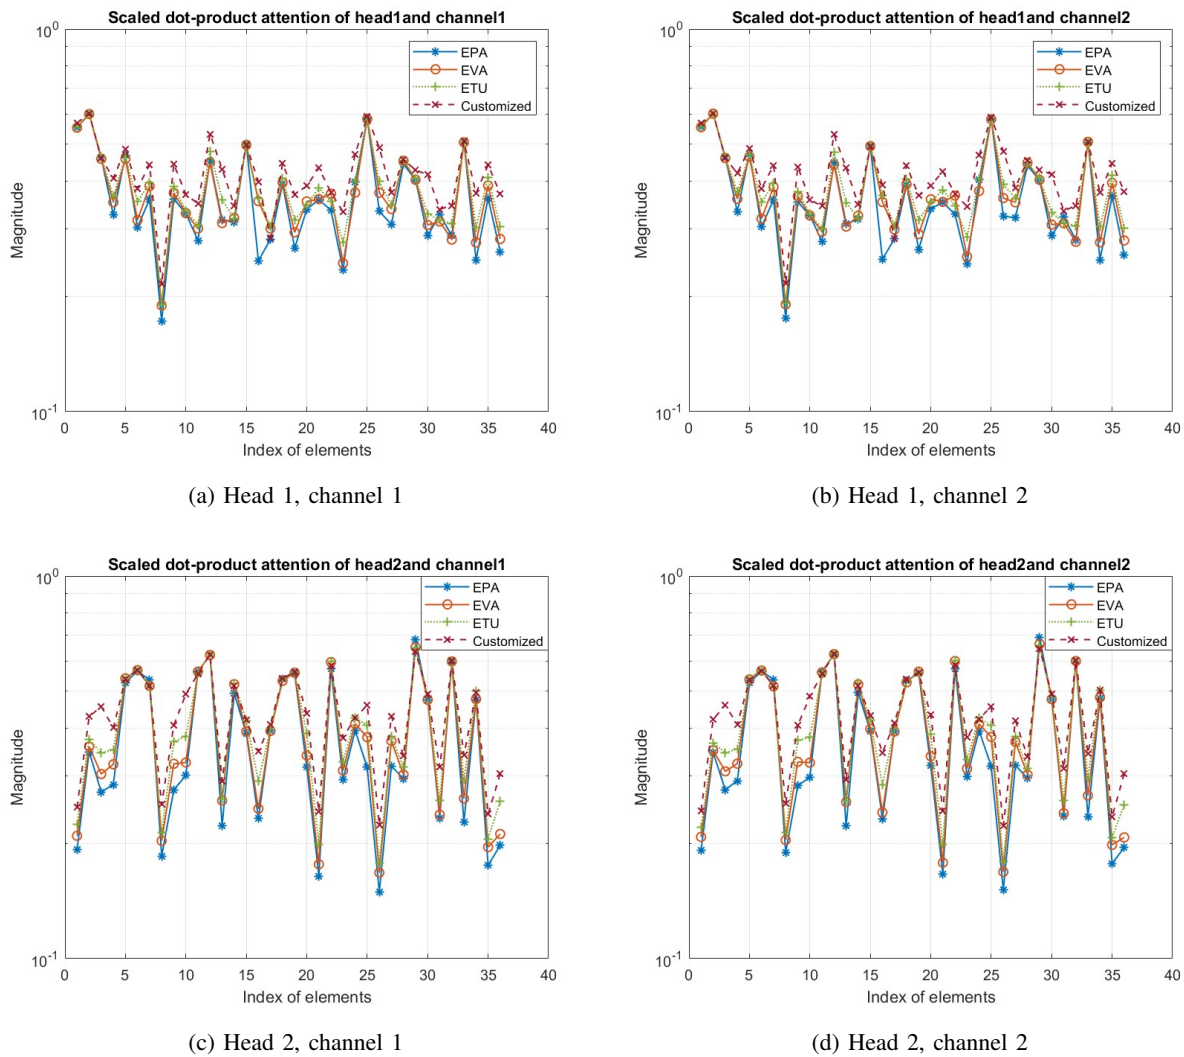 Scaled dot-product attention of head1and channel1
10^0
EPA
EVA
ETU
Customized
Magnitude
10^-1
0 5 10 15 20 25 30 35 40
Index of elements
(a) Head 1, channel 1
Scaled dot-product attention of head1and channel2
10^0
EPA
EVA
ETU
Customized
Magnitude
10^-1
0 5 10 15 20 25 30 35 40
Index of elements
(b) Head 1, channel 2
Scaled dot-product attention of head2and channel1
10^0
EPA
EVA
ETU
Customized
Magnitude
10^-1
0 5 10 15 20 25 30 35 40
Index of elements
(c) Head 2, channel 1
Scaled dot-product attention of head2and channel2
10^0
EPA
EVA
ETU
Customized
Magnitude
10^-1
0 5 10 15 20 25 30 35 40
Index of elements
(d) Head 2, channel 2